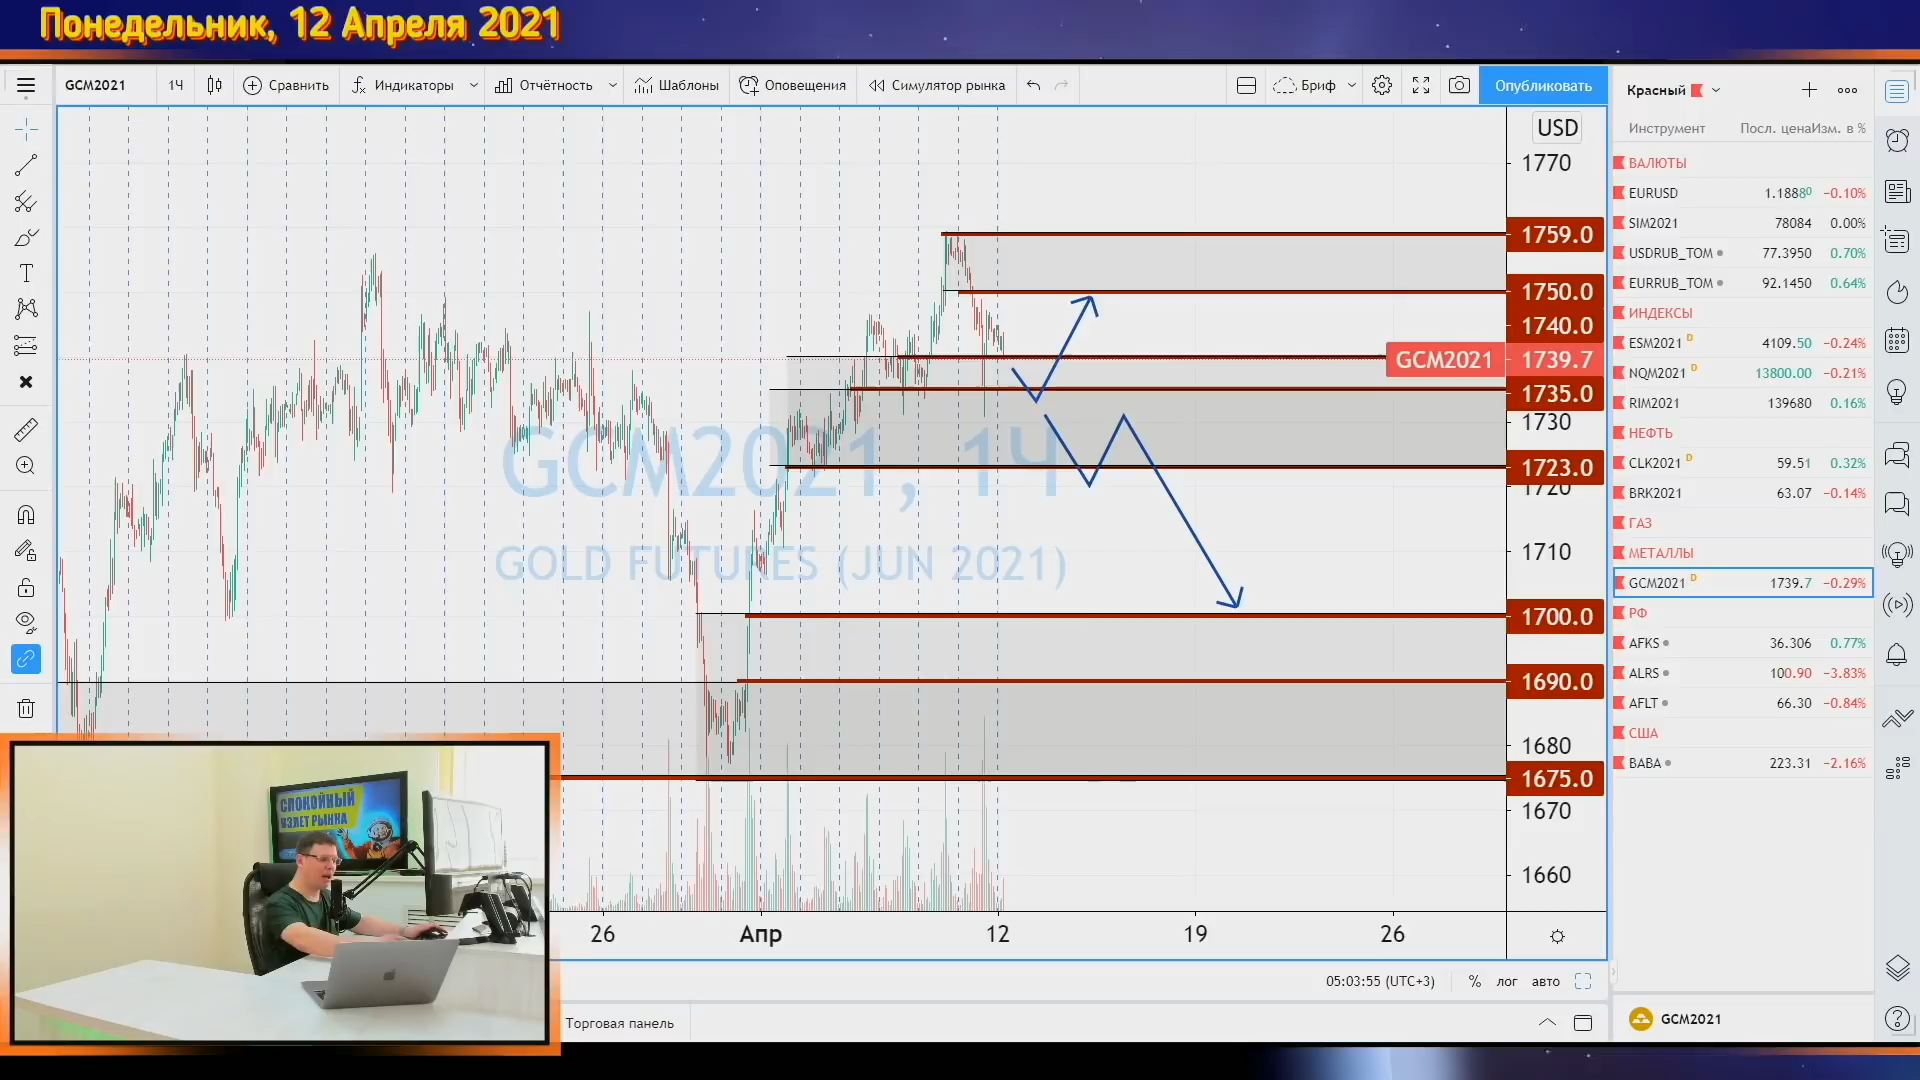 Понедельник, 12 Апреля 2021
GCM2021
1Ч
Сравнить
Индикаторы
Отчётность
Шаблоны
Оповещения
Симулятор рынка
Бриф
Опубликовать
USD
1770
1759.0
1750.0
1740.0
GCM2021 1739.7
1735.0
1730
1723.0
1720
1710
1700.0
1690.0
1680
1675.0
1670
1660
GCM2021, 1Ч
GOLD FUTURES (JUN 2021)
26 Апр 12 19 26
05:03:55 (UTC+3) % лог авто
Торговая панель
СПОКОЙНЫЙ
ВЗЛЕТ РЫНКА
Красный
Инструмент Посл. цена Изм. в %
ВАЛЮТЫ
EURUSD 1.18880 −0.10%
SIM2021 78084 0.00%
USDRUB_TOM 77.3950 0.70%
EURRUB_TOM 92.1450 0.64%
ИНДЕКСЫ
ESM2021 D 4109.50 −0.24%
NQM2021 D 13800.00 −0.21%
RIM2021 139680 0.16%
НЕФТЬ
CLK2021 D 59.51 0.32%
BRK2021 63.07 −0.14%
ГАЗ
МЕТАЛЛЫ
GCM2021 D 1739.7 −0.29%
РФ
AFKS 36.306 0.77%
ALRS 100.90 −3.83%
AFLT 66.30 −0.84%
США
BABA 223.31 −2.16%
GCM2021